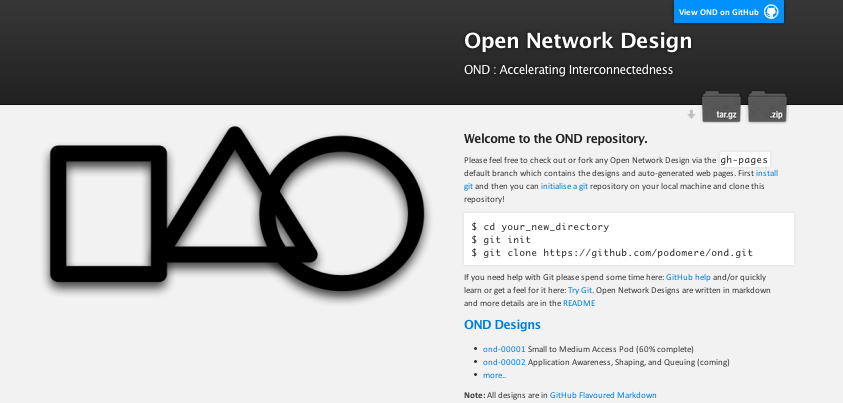 View OND on GitHub
Open Network Design
OND : Accelerating Interconnectedness
tar.gz
.zip
Welcome to the OND repository.
Please feel free to check out or fork any Open Network Design via the gh-pages
default branch which contains the designs and auto-generated web pages. First install
git and then you can initialise a git repository on your local machine and clone this
repository!
$ cd your_new_directory
$ git init
$ git clone https://github.com/podomere/ond.git
If you need help with Git please spend some time here: GitHub help and/or quickly
learn or get a feel for it here: Try Git. Open Network Designs are written in markdown
and more details are in the README
OND Designs
• ond-00001 Small to Medium Access Pod (60% complete)
• ond-00002 Application Awareness, Shaping, and Queuing (coming)
• more..
Note: All designs are in GitHub Flavoured Markdown